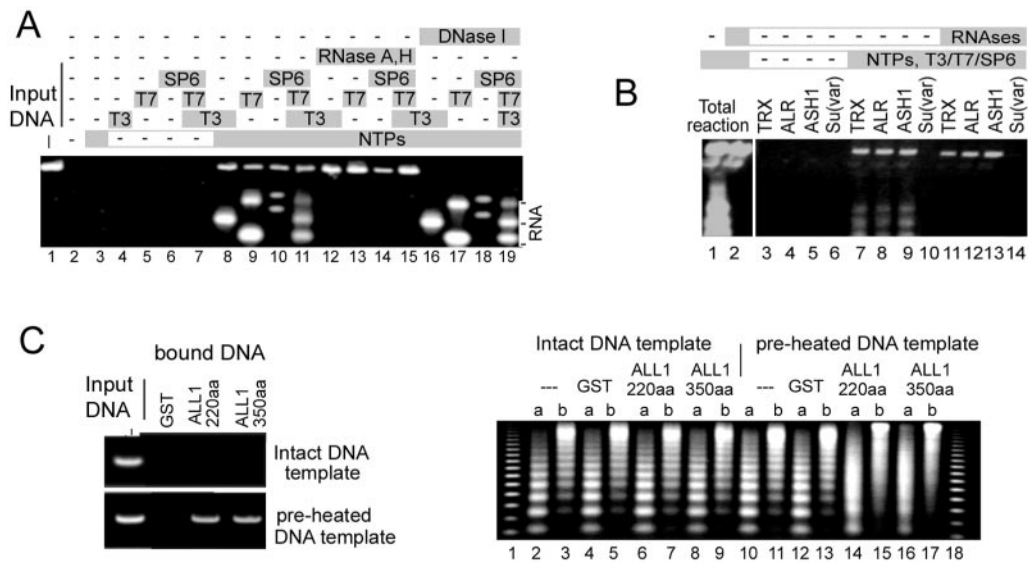 A
- - - - - - - - - - - - - - - DNase I
- - - - - - - - - - - RNase A,H - - - -
- - - - - SP6 - - SP6 - - SP6 - - SP6
Input - - - - T7 - T7 - T7 - T7 - T7 - T7 - T7 - T7
DNA - - - T3 - - T3 - - T3 - - T3 - - T3
- - - - - - NTPs
RNA
1 2 3 4 5 6 7 8 9 10 11 12 13 14 15 16 17 18 19
B
- - - - - - - - - RNAses
- - - - - NTPs, T3/T7/SP6
Total
reaction
TRX ALR ASH1 Su(var) TRX ALR ASH1 Su(var) TRX ALR ASH1 Su(var)
1 2 3 4 5 6 7 8 9 10 11 12 13 14
C
bound DNA
Input
DNA
GST
ALL1
220aa
ALL1
350aa
Intact DNA
template
pre-heated
DNA template
Intact DNA template pre-heated DNA template
ALL1 ALL1 ALL1 ALL1
--- GST 220aa 350aa --- GST 220aa 350aa
a b a b a b a b a b a b a b a b
1 2 3 4 5 6 7 8 9 10 11 12 13 14 15 16 17 18